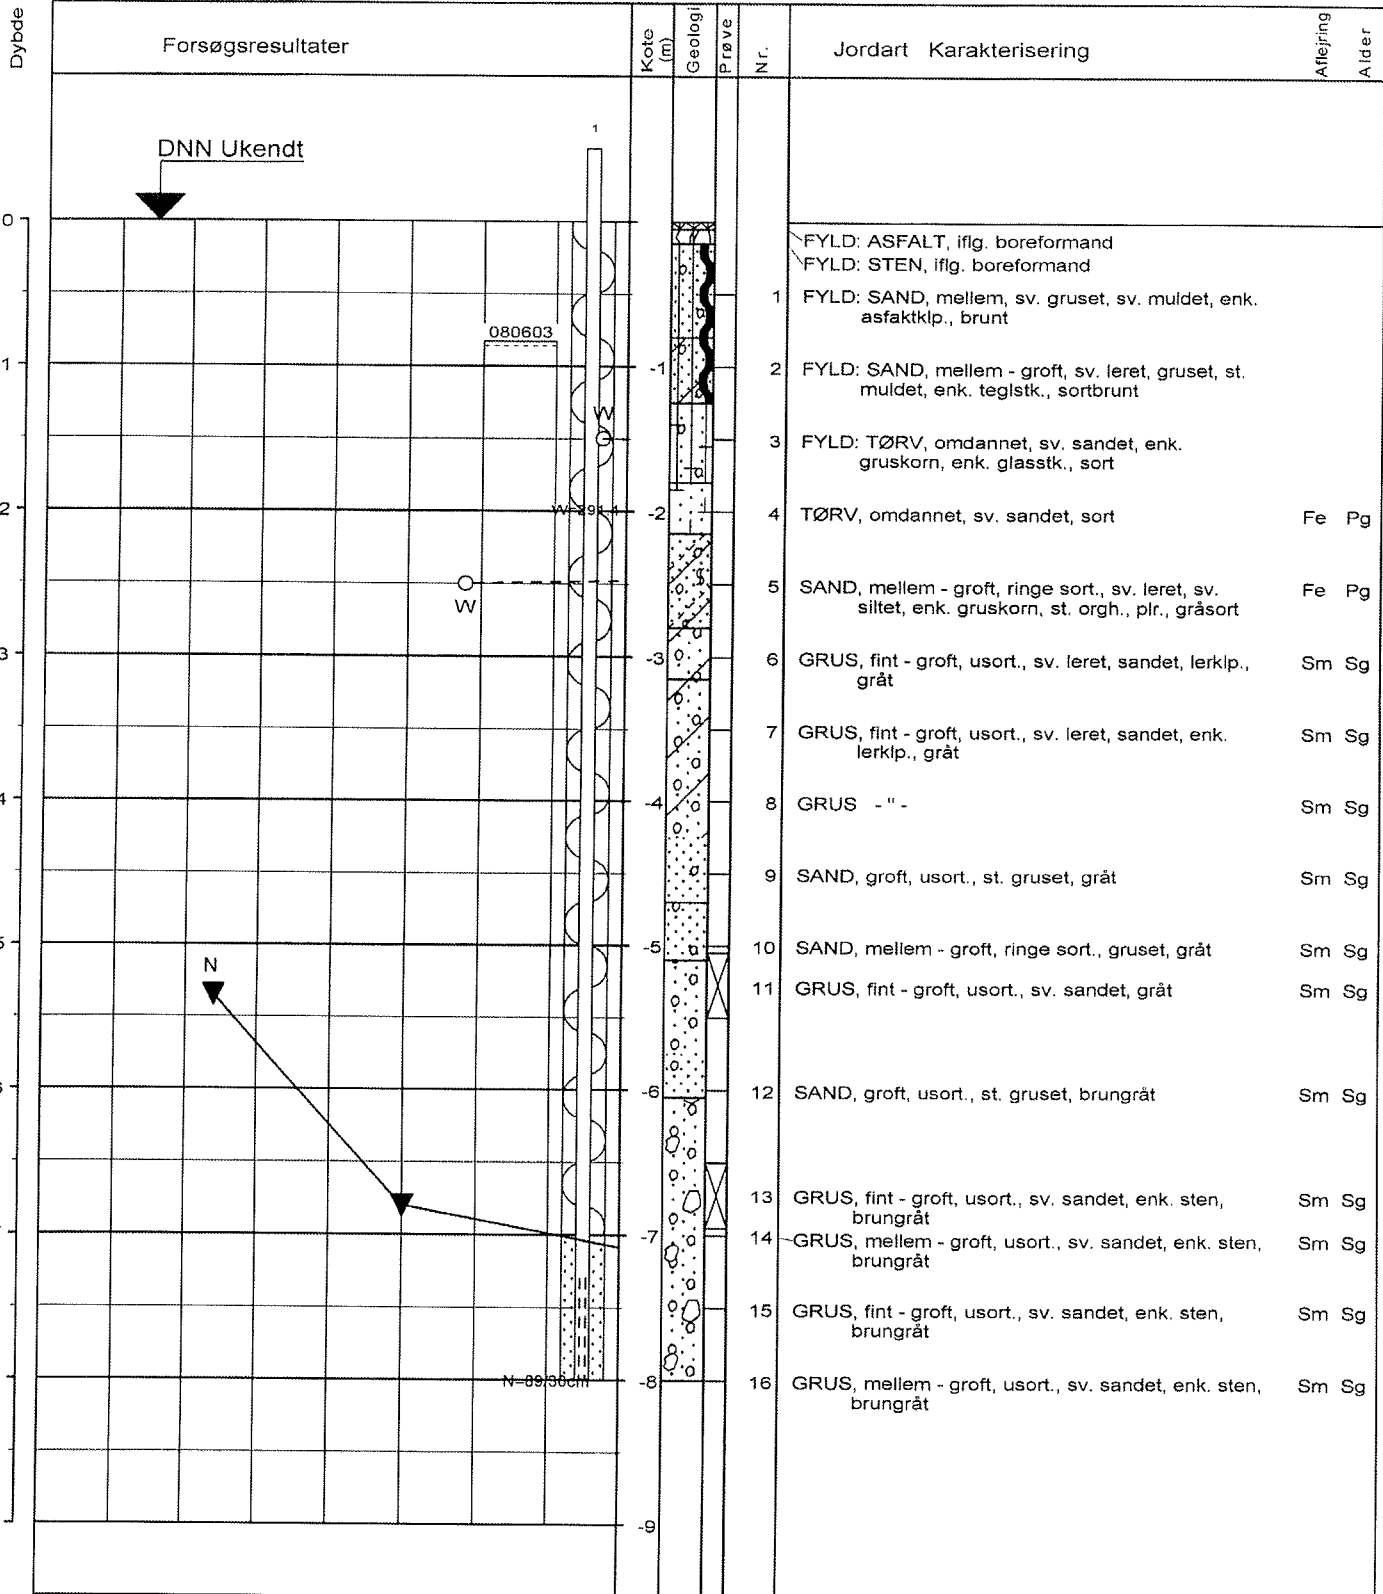 Dybde
Forsøgsresultater
Kote (m)
Geologi
Prøve
Nr.
Jordart Karakterisering
Aflejring
Alder
DNN Ukendt
1
0
FYLD: ASFALT, iflg. boreformand
FYLD: STEN, iflg. boreformand
1 FYLD: SAND, mellem, sv. gruset, sv. muldet, enk.
asfaktklp., brunt
080603
1
-1
2 FYLD: SAND, mellem - groft, sv. leret, gruset, st.
muldet, enk. teglstk., sortbrunt
W
3 FYLD: TØRV, omdannet, sv. sandet, enk.
gruskorn, enk. glasstk., sort
2
W=291.4
-2
4 TØRV, omdannet, sv. sandet, sort Fe Pg
W
5 SAND, mellem - groft, ringe sort., sv. leret, sv. Fe Pg
siltet, enk. gruskorn, st. orgh., plr., gråsort
3
-3
6 GRUS, fint - groft, usort., sv. leret, sandet, lerklp., Sm Sg
gråt
7 GRUS, fint - groft, usort., sv. leret, sandet, enk. Sm Sg
lerklp., gråt
4
-4
8 GRUS - " - Sm Sg
9 SAND, groft, usort., st. gruset, gråt Sm Sg
5
-5
10 SAND, mellem - groft, ringe sort., gruset, gråt Sm Sg
N
11 GRUS, fint - groft, usort., sv. sandet, gråt Sm Sg
-6
12 SAND, groft, usort., st. gruset, brungråt Sm Sg
13 GRUS, fint - groft, usort., sv. sandet, enk. sten, Sm Sg
brungråt
-7
14 GRUS, mellem - groft, usort., sv. sandet, enk. sten, Sm Sg
brungråt
15 GRUS, fint - groft, usort., sv. sandet, enk. sten, Sm Sg
brungråt
N=89/30cm
-8
16 GRUS, mellem - groft, usort., sv. sandet, enk. sten, Sm Sg
brungråt
-9